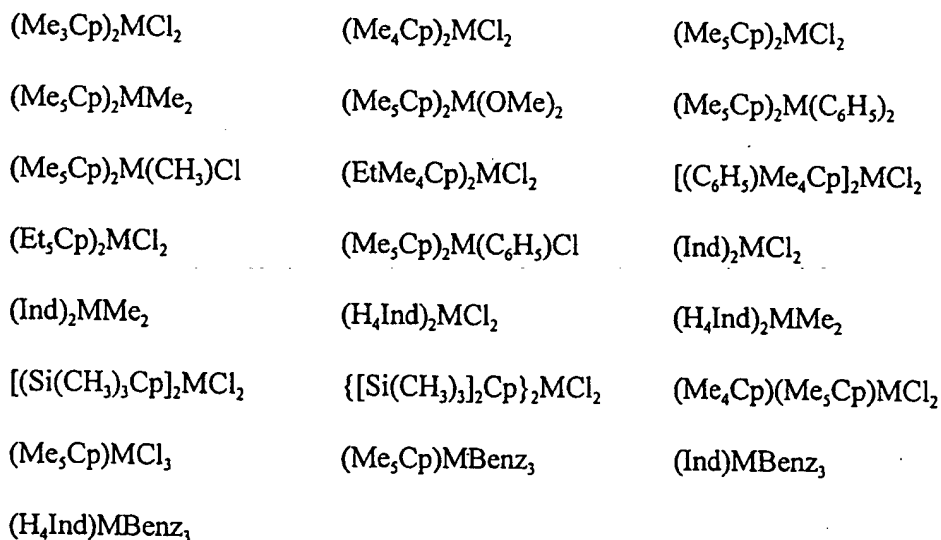 (Me₃Cp)₂MCl₂ (Me₄Cp)₂MCl₂ (Me₅Cp)₂MCl₂
(Me₅Cp)₂MMe₂ (Me₅Cp)₂M(OMe)₂ (Me₅Cp)₂M(C₆H₅)₂
(Me₅Cp)₂M(CH₃)Cl (EtMe₄Cp)₂MCl₂ [(C₆H₅)Me₄Cp]₂MCl₂
(Et₅Cp)₂MCl₂ (Me₅Cp)₂M(C₆H₅)Cl (Ind)₂MCl₂
(Ind)₂MMe₂ (H₄Ind)₂MCl₂ (H₄Ind)₂MMe₂
[(Si(CH₃)₃Cp]₂MCl₂ {[Si(CH₃)₃]₂Cp}₂MCl₂ (Me₄Cp)(Me₅Cp)MCl₂
(Me₅Cp)MCl₃ (Me₅Cp)MBenz₃ (Ind)MBenz₃
(H₄Ind)MBenz₃